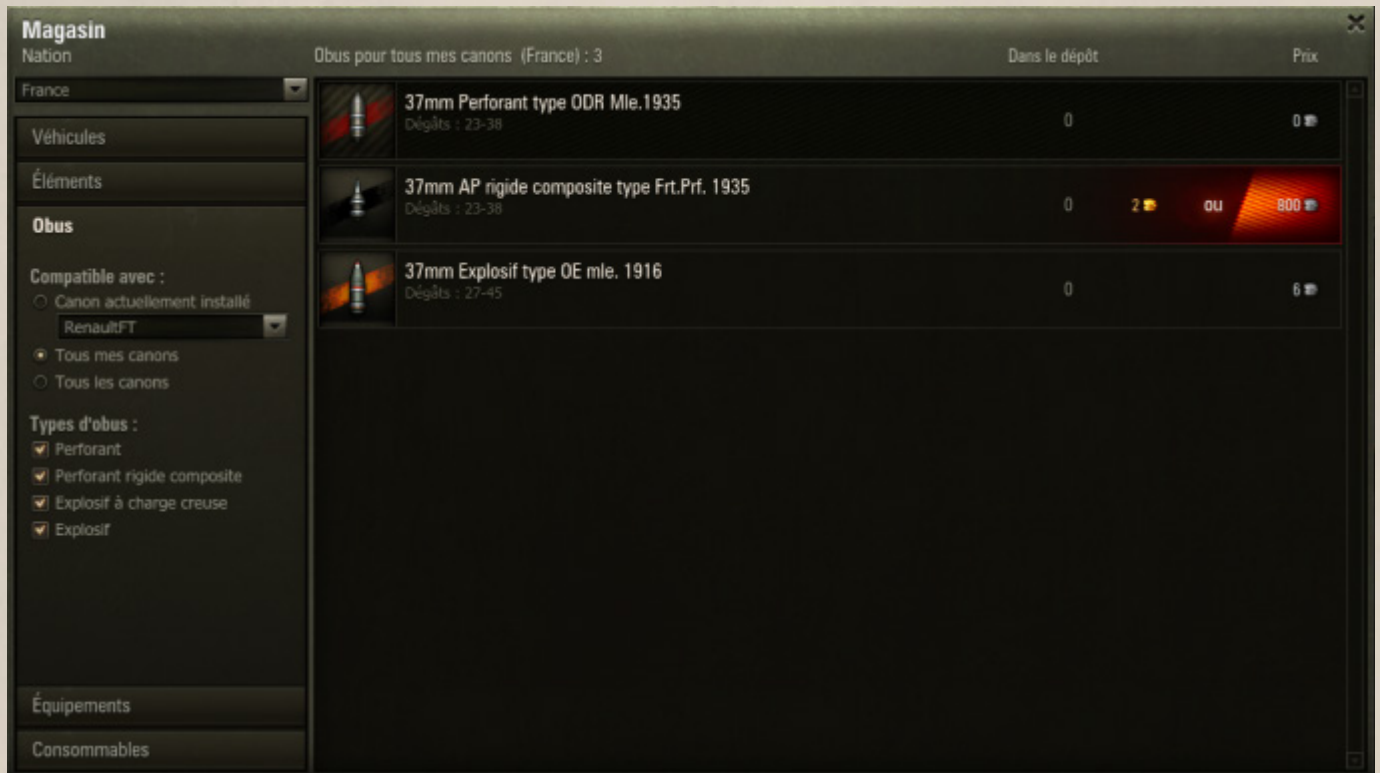 Magasin
Nation
Obus pour tous mes canons (France) : 3
Dans le dépôt
Prix
France
Véhicules
Éléments
Obus
Compatible avec :
Canon actuellement installé
RenaultFT
Tous mes canons
Tous les canons
Types d'obus :
Perforant
Perforant rigide composite
Explosif à charge creuse
Explosif
Équipements
Consommables
37mm Perforant type ODR Mle.1935
Dégâts : 23-38
0
0
37mm AP rigide composite type Frt.Prf. 1935
Dégâts : 23-38
0
2 ou 800
37mm Explosif type OE mle. 1916
Dégâts : 27-45
0
6